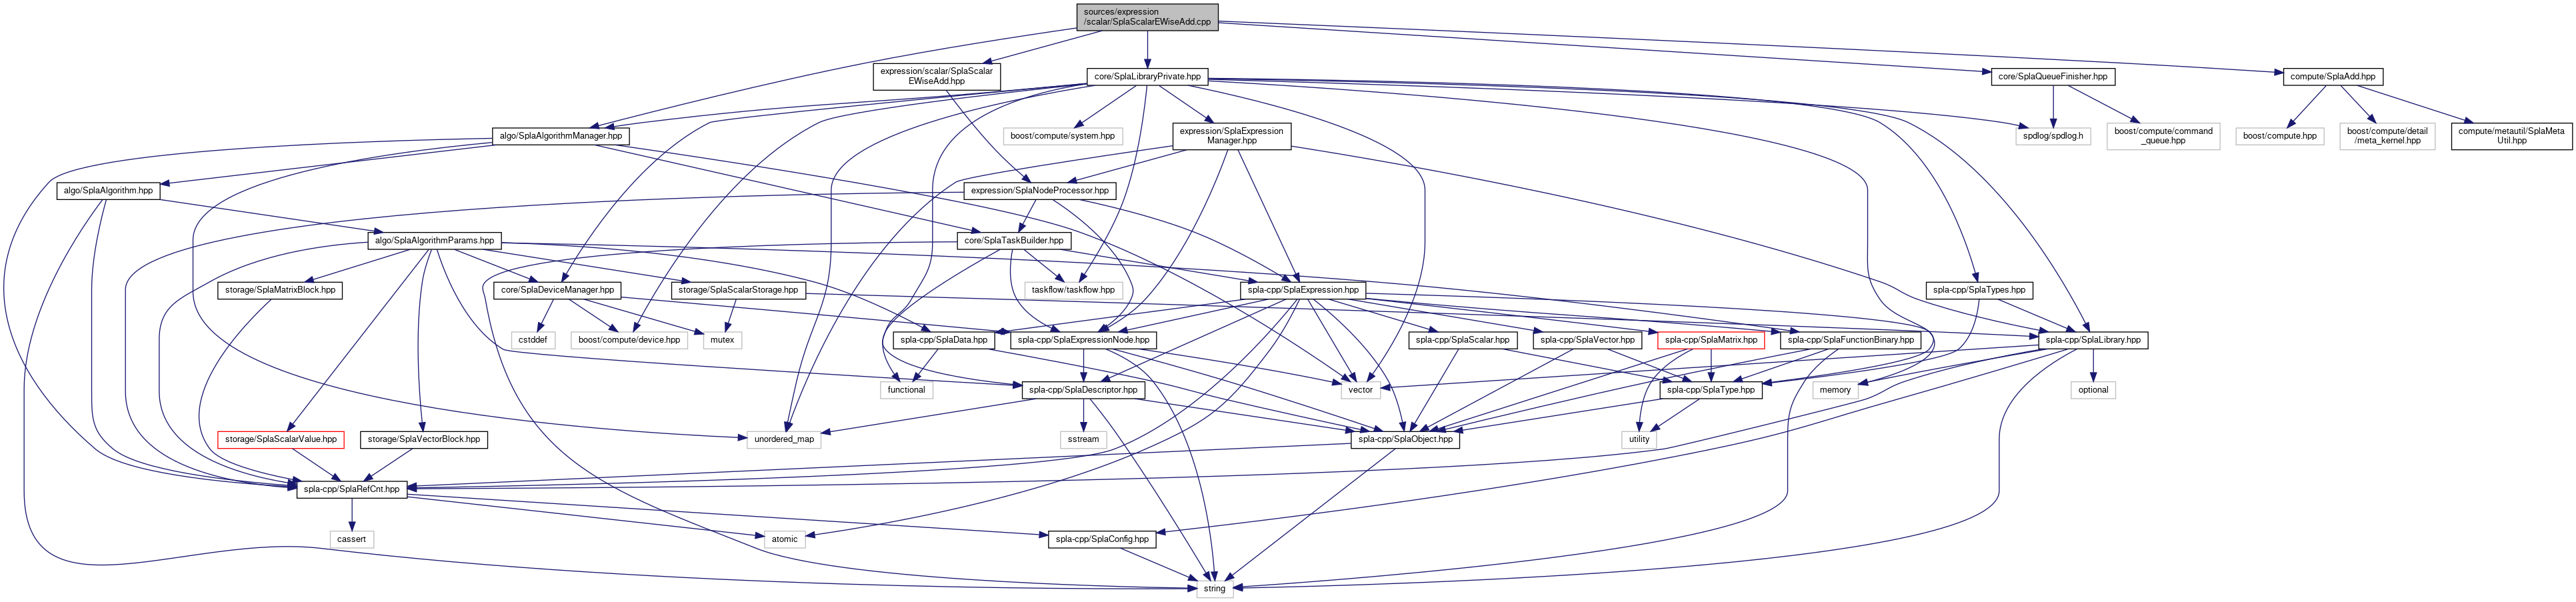 sources/expression
/scalar/SplaScalarEWiseAdd.cpp
expression/scalar/SplaScalar
EWiseAdd.hpp
core/SplaLibraryPrivate.hpp
core/SplaQueueFinisher.hpp
compute/SplaAdd.hpp
algo/SplaAlgorithmManager.hpp
boost/compute/system.hpp
expression/SplaExpression
Manager.hpp
spdlog/spdlog.h
boost/compute/command
_queue.hpp
boost/compute.hpp
boost/compute/detail
/meta_kernel.hpp
compute/metautil/SplaMeta
Util.hpp
algo/SplaAlgorithm.hpp
expression/SplaNodeProcessor.hpp
algo/SplaAlgorithmParams.hpp
core/SplaTaskBuilder.hpp
storage/SplaMatrixBlock.hpp
core/SplaDeviceManager.hpp
storage/SplaScalarStorage.hpp
taskflow/taskflow.hpp
spla-cpp/SplaExpression.hpp
spla-cpp/SplaTypes.hpp
cstddef
boost/compute/device.hpp
mutex
spla-cpp/SplaData.hpp
spla-cpp/SplaExpressionNode.hpp
spla-cpp/SplaScalar.hpp
spla-cpp/SplaVector.hpp
spla-cpp/SplaMatrix.hpp
spla-cpp/SplaFunctionBinary.hpp
spla-cpp/SplaLibrary.hpp
functional
spla-cpp/SplaDescriptor.hpp
vector
spla-cpp/SplaType.hpp
memory
optional
storage/SplaScalarValue.hpp
storage/SplaVectorBlock.hpp
unordered_map
sstream
spla-cpp/SplaObject.hpp
utility
spla-cpp/SplaRefCnt.hpp
cassert
atomic
spla-cpp/SplaConfig.hpp
string